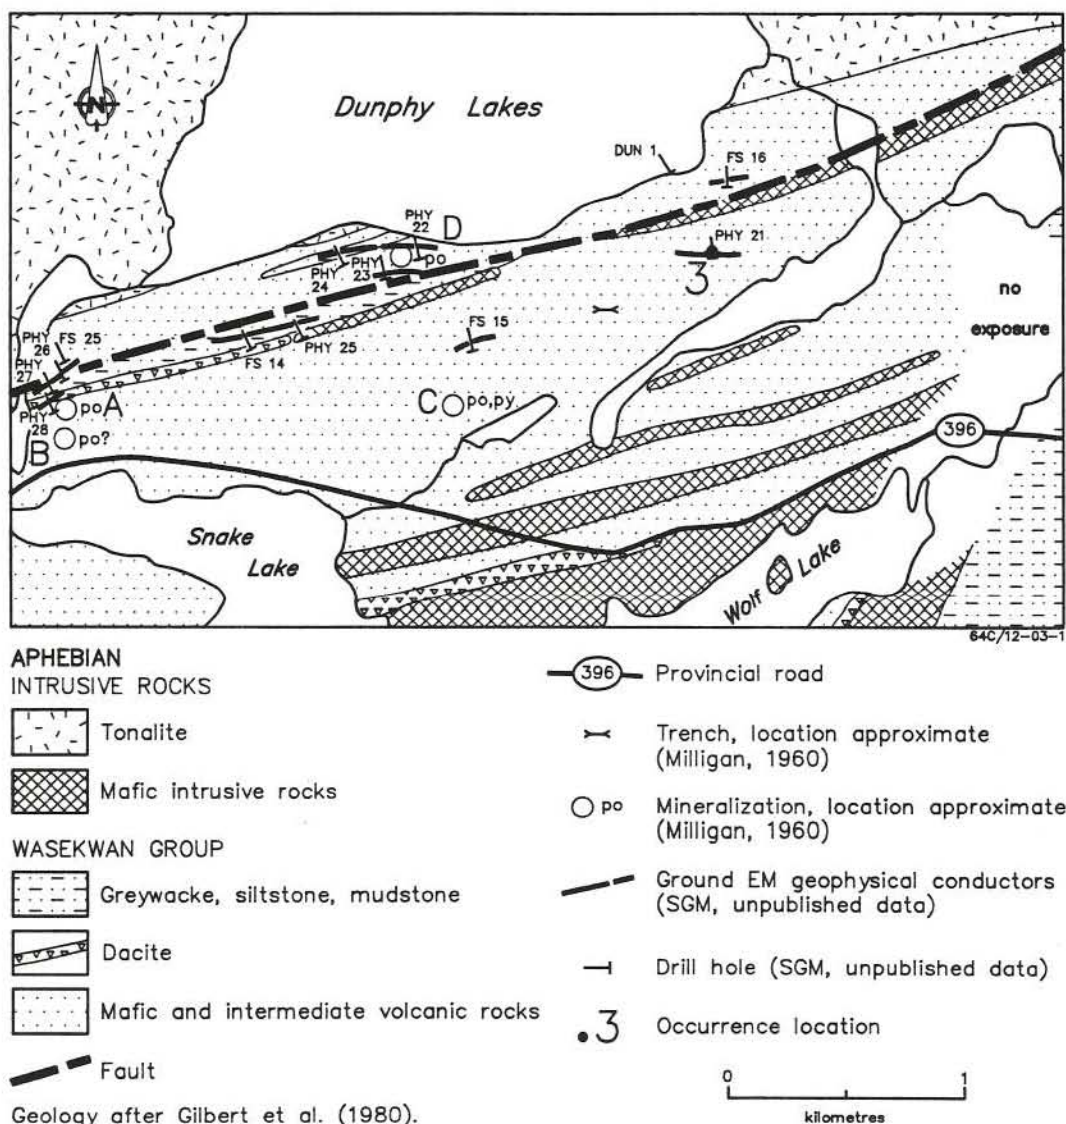 N
Dunphy Lakes
DUN 1
FS 16
PHY 22
D
po
PHY 24
PHY 23
PHY 21
3
no exposure
PHY 26
FS 25
PHY 27
FS 14
PHY 25
FS 15
po A
PHY 28
B
po?
C
po,py
396
Snake
Lake
Wolf Lake
64C/12-03-1
APHEBIAN
INTRUSIVE ROCKS
Tonalite
Mafic intrusive rocks
WASEKWAN GROUP
Greywacke, siltstone, mudstone
Dacite
Mafic and intermediate volcanic rocks
Fault
Geology after Gilbert et al. (1980).
396 Provincial road
Trench, location approximate
(Milligan, 1960)
po Mineralization, location approximate
(Milligan, 1960)
Ground EM geophysical conductors
(SGM, unpublished data)
Drill hole (SGM, unpublished data)
.3 Occurrence location
0 1
kilometres